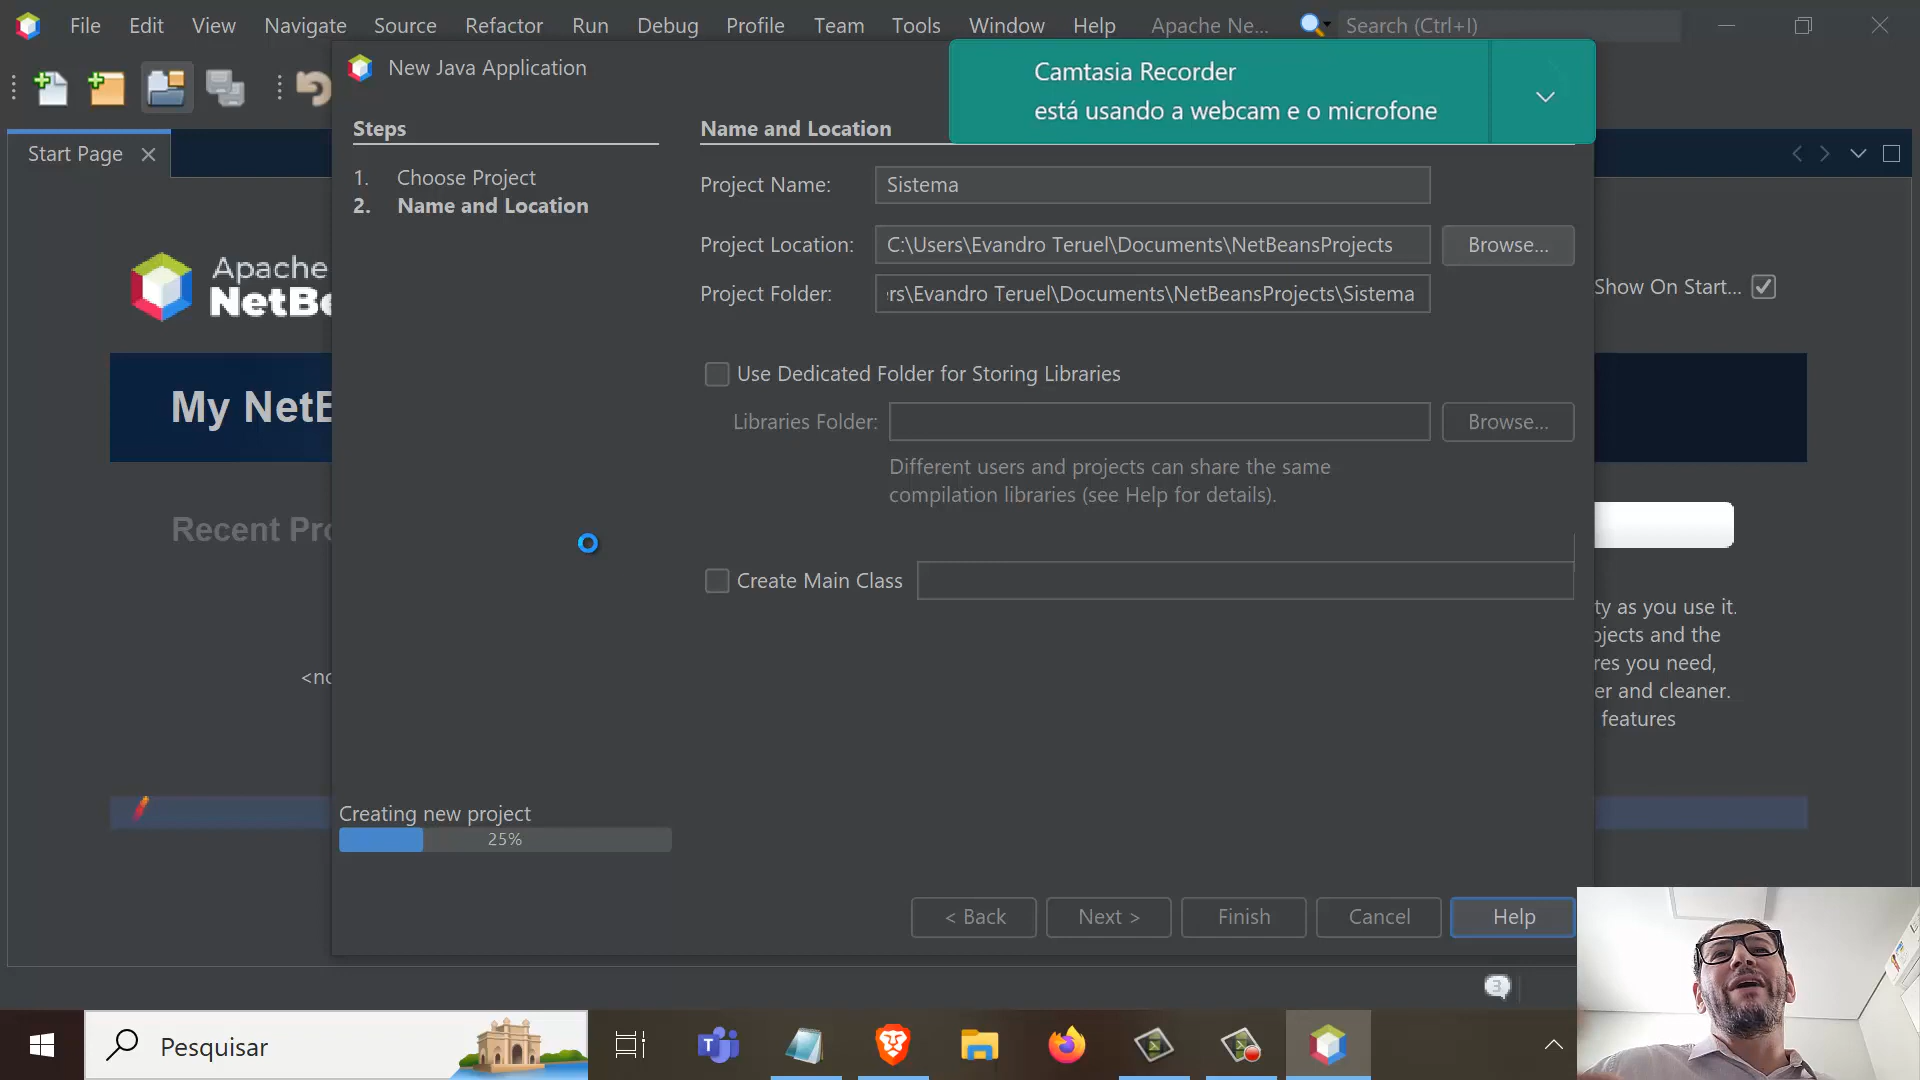 File Edit View Navigate Source Refactor Run Debug Profile Team Tools Window Help Apache Ne... Search (Ctrl+I)
New Java Application
Camtasia Recorder
está usando a webcam e o microfone
Steps
Name and Location
Start Page
1. Choose Project
2. Name and Location
Project Name: Sistema
Project Location: C:\Users\Evandro Teruel\Documents\NetBeansProjects Browse...
Project Folder: rs\Evandro Teruel\Documents\NetBeansProjects\Sistema
Apache
NetBe
Show On Start...
Use Dedicated Folder for Storing Libraries
Libraries Folder: Browse...
Different users and projects can share the same
compilation libraries (see Help for details).
My NetB
Recent Pro
Create Main Class
ty as you use it.
ojects and the
res you need,
er and cleaner.
features
<no
Creating new project
25%
< Back Next > Finish Cancel Help
3
Pesquisar
T